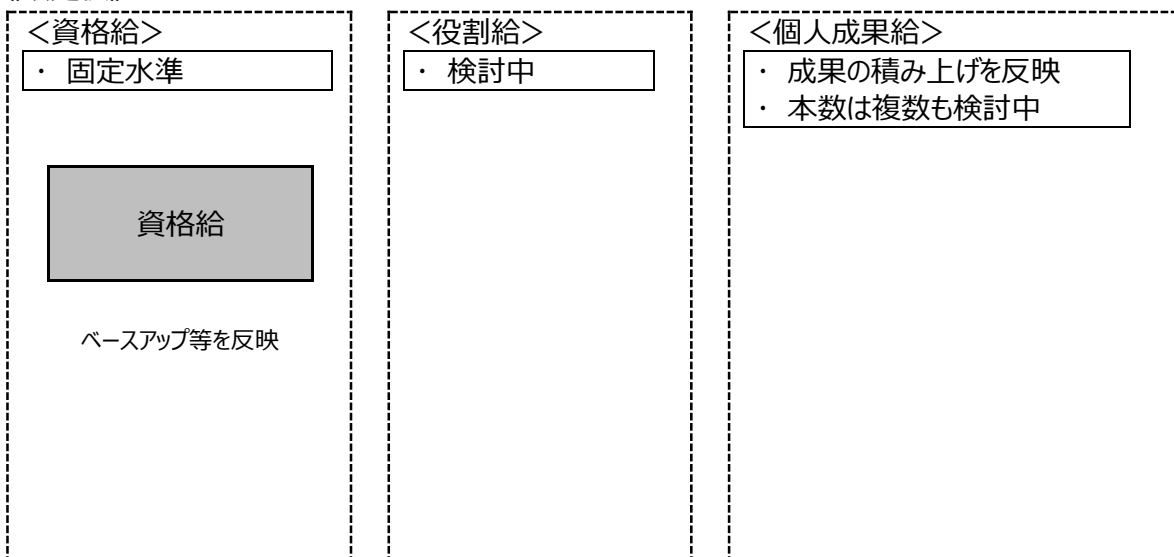 ＜資格給＞
・ 固定水準
資格給
ベースアップ等を反映
＜役割給＞
・ 検討中
＜個人成果給＞
・ 成果の積み上げを反映
・ 本数は複数も検討中